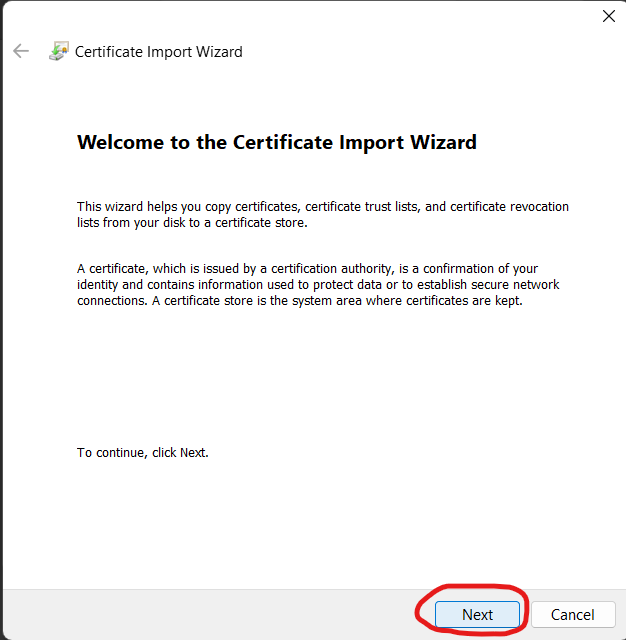 Certificate Import Wizard
Welcome to the Certificate Import Wizard
This wizard helps you copy certificates, certificate trust lists, and certificate revocation
lists from your disk to a certificate store.
A certificate, which is issued by a certification authority, is a confirmation of your
identity and contains information used to protect data or to establish secure network
connections. A certificate store is the system area where certificates are kept.
To continue, click Next.
Next
Cancel